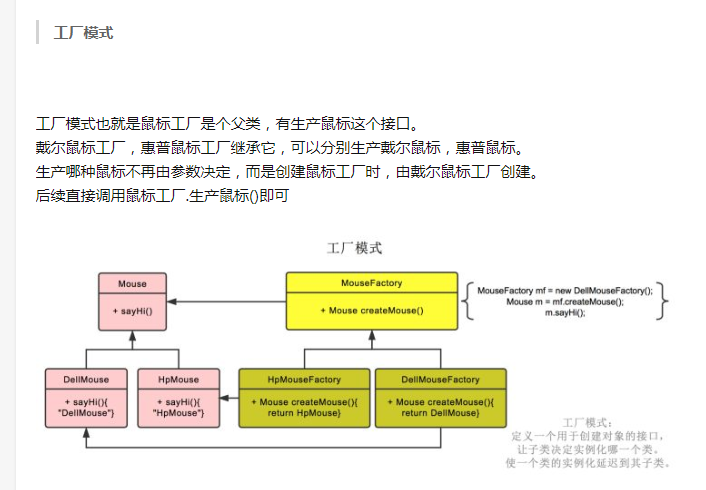 工厂模式
工厂模式也就是鼠标工厂是个父类，有生产鼠标这个接口。
戴尔鼠标工厂，惠普鼠标工厂继承它，可以分别生产戴尔鼠标，惠普鼠标。
生产哪种鼠标不再由参数决定，而是创建鼠标工厂时，由戴尔鼠标工厂创建。
后续直接调用鼠标工厂.生产鼠标()即可
工厂模式
Mouse
+ sayHi()
MouseFactory
+ Mouse createMouse()
MouseFactory mf = new DellMouseFactory();
Mouse m = mf.createMouse();
m.sayHi();
DellMouse
+ sayHi(){
"DellMouse"}
HpMouse
+ sayHi(){
"HpMouse"}
HpMouseFactory
+ Mouse createMouse(){
return HpMouse}
DellMouseFactory
+ Mouse createMouse(){
return DellMouse}
工厂模式：
定义一个用于创建对象的接口，
让子类决定实例化哪一个类。
使一个类的实例化延迟到其子类。